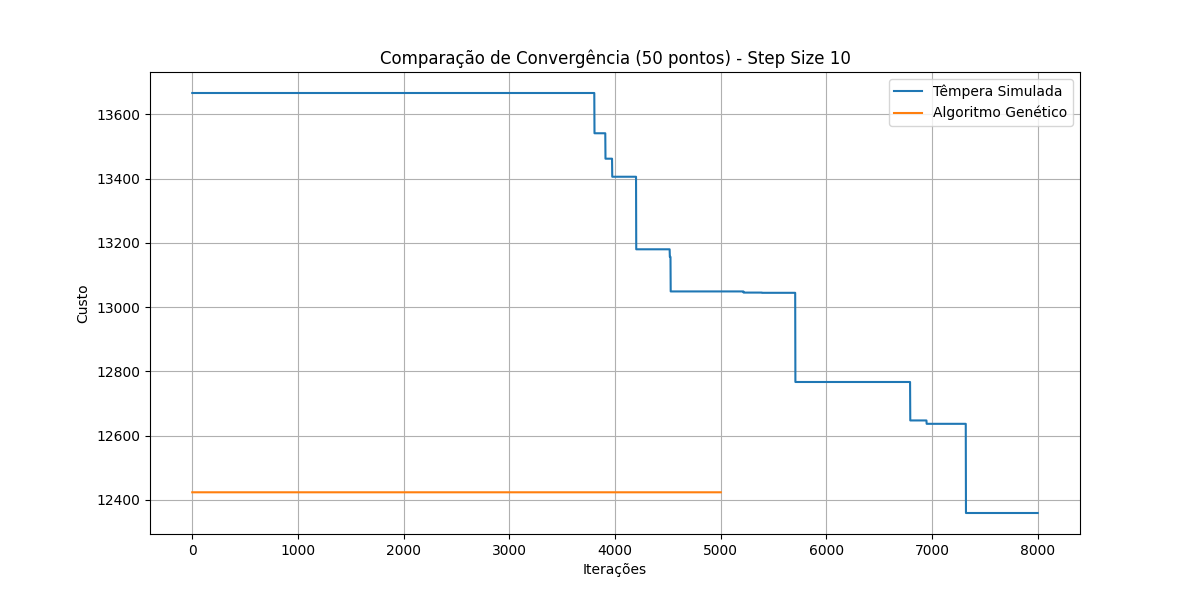 Comparação de Convergência (50 pontos) - Step Size 10
Têmpera Simulada
Algoritmo Genético
Custo
13600
13400
13200
13000
12800
12600
12400
0 1000 2000 3000 4000 5000 6000 7000 8000
Iterações